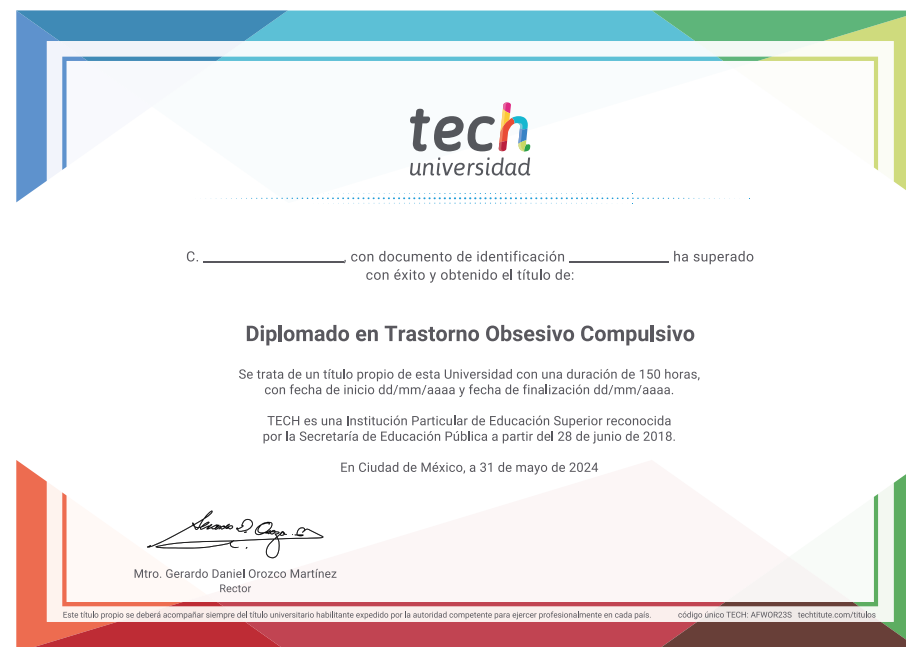 tech
universidad
C. ____________, con documento de identificación ____________ ha superado
con éxito y obtenido el título de:
Diplomado en Trastorno Obsesivo Compulsivo
Se trata de un título propio de esta Universidad con una duración de 150 horas,
con fecha de inicio dd/mm/aaaa y fecha de finalización dd/mm/aaaa.
TECH es una Institución Particular de Educación Superior reconocida
por la Secretaría de Educación Pública a partir del 28 de junio de 2018.
En Ciudad de México, a 31 de mayo de 2024
Mtro. Gerardo Daniel Orozco Martínez
Rector
Este título propio se deberá acompañar siempre del título universitario habilitante expedido por la autoridad competente para ejercer profesionalmente en cada país. código único TECH: AFWOR23S techtitute.com/titulos